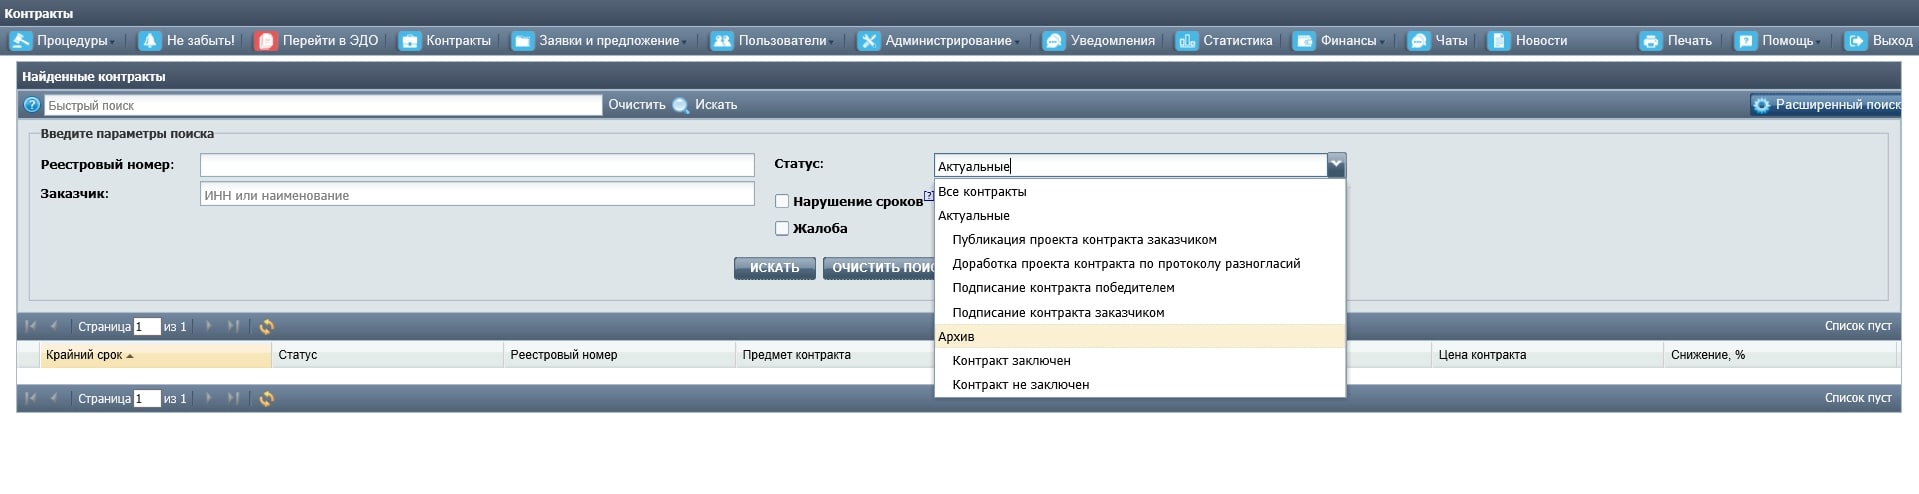 Контракты
Процедуры Не забыть! Перейти в ЭДО Контракты Заявки и предложение Пользователи Администрирование Уведомления Статистика Финансы Чаты Новости Печать Помощь Выход
Найденные контракты
Быстрый поиск Очистить Искать Расширенный поиск
Введите параметры поиска
Реестровый номер: Статус: Актуальные
Заказчик: ИНН или наименование
Все контракты
Нарушение сроков [?]
Актуальные
Жалоба
Публикация проекта контракта заказчиком
ИСКАТЬ ОЧИСТИТЬ ПОИС
Доработка проекта контракта по протоколу разногласий
Подписание контракта победителем
Подписание контракта заказчиком
Архив
Контракт заключен
Контракт не заключен
Страница 1 из 1 Список пуст
Крайний срок Статус Реестровый номер Предмет контракта Цена контракта Снижение, %
Страница 1 из 1 Список пуст